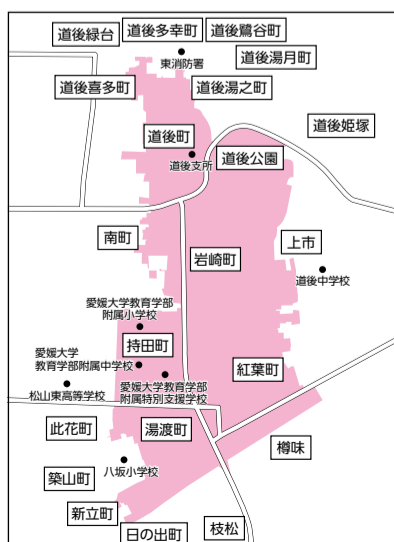 道後緑台
道後多幸町
道後鷺谷町
東消防署
道後湯月町
道後喜多町
道後湯之町
道後町
道後姫塚
道後支所
道後公園
南町
上市
岩崎町
道後中学校
愛媛大学教育学部
附属小学校
持田町
愛媛大学
教育学部附属中学校
紅葉町
松山東高等学校
愛媛大学教育学部
附属特別支援学校
此花町
湯渡町
樽味
八坂小学校
築山町
新立町
日の出町
枝松